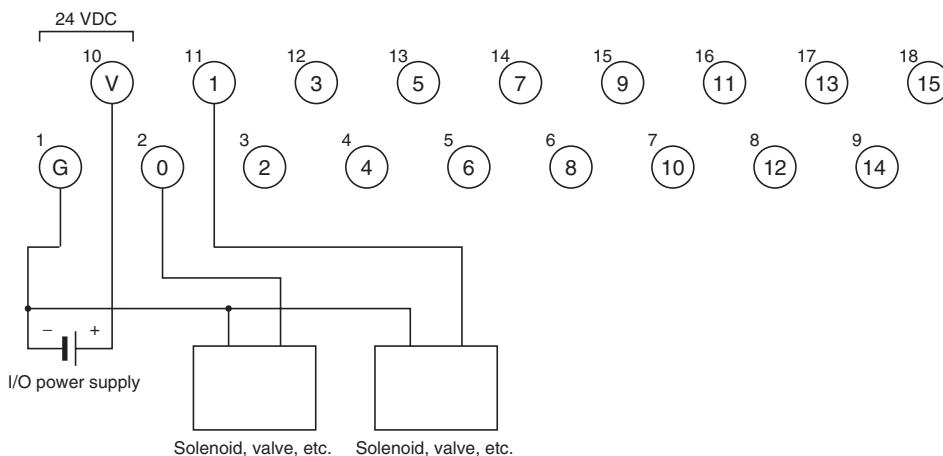 24 VDC
10 11 12 13 14 15 16 17 18
V 1 3 5 7 9 11 13 15
1 2 3 4 5 6 7 8 9
G 0 2 4 6 8 10 12 14
− +
I/O power supply
Solenoid, valve, etc. Solenoid, valve, etc.